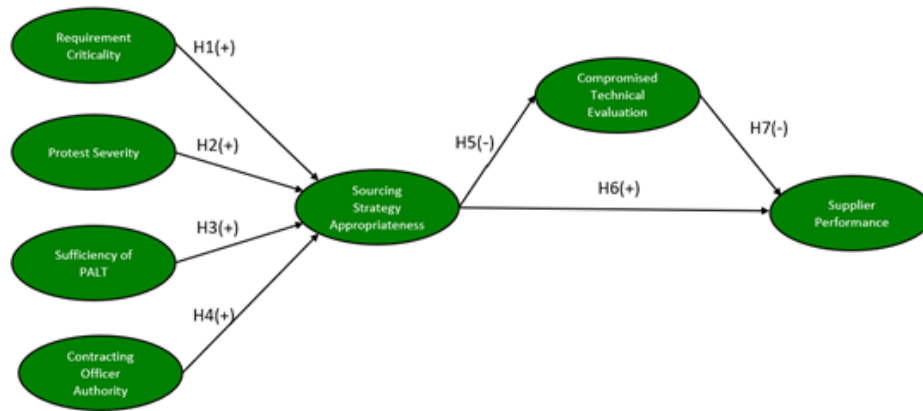 Requirement
Criticality
H1(+)
Protest Severity
H2(+)
Sufficiency of
PALT
H3(+)
Contracting
Officer
Authority
H4(+)
Sourcing
Strategy
Appropriateness
H5(-)
Compromised
Technical
Evaluation
H6(+)
H7(-)
Supplier
Performance